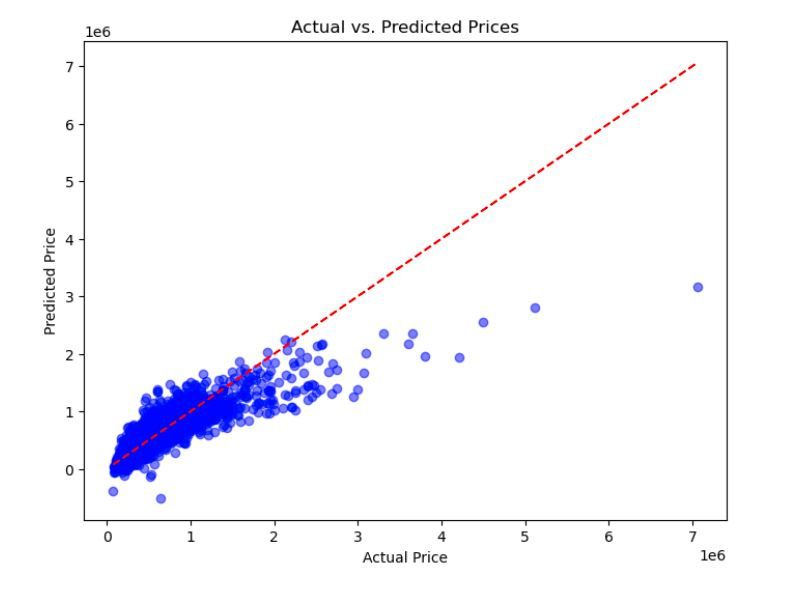 Actual vs. Predicted Prices
1e6
7
6
5
4
3
2
1
0
Predicted Price
0 1 2 3 4 5 6 7
1e6
Actual Price